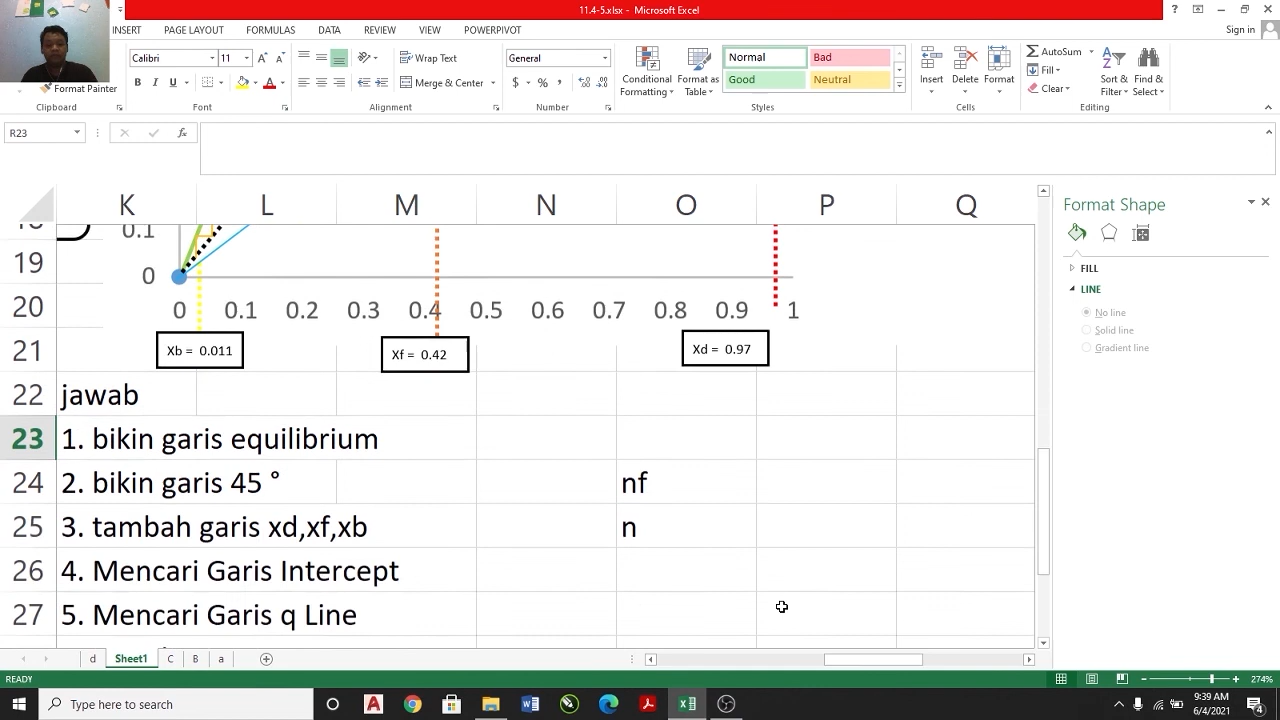 11.4-5.xlsx - Microsoft Excel
Sign in
INSERT PAGE LAYOUT FORMULAS DATA REVIEW VIEW POWERPIVOT
Calibri 11 Wrap Text General
Conditional Formatting
Format as Table
Normal Bad
Good Neutral
Insert Delete Format
AutoSum
Fill
Clear
Sort & Filter
Find & Select
B I U A Merge & Center $ % ,
Format Painter
Clipboard Font Alignment Number Styles Cells Editing
R23 fx
K L M N O P Q
Format Shape
FILL
LINE
No line
Solid line
Gradient line
18 0.1
19 0
20 0 0.1 0.2 0.3 0.4 0.5 0.6 0.7 0.8 0.9 1
21 Xb = 0.011 Xf = 0.42 Xd = 0.97
22 jawab
23 1. bikin garis equilibrium
24 2. bikin garis 45 ° nf
25 3. tambah garis xd,xf,xb n
26 4. Mencari Garis Intercept
27 5. Mencari Garis q Line
d Sheet1 C B a
READY 274%
Type here to search
9:39 AM
6/4/2021